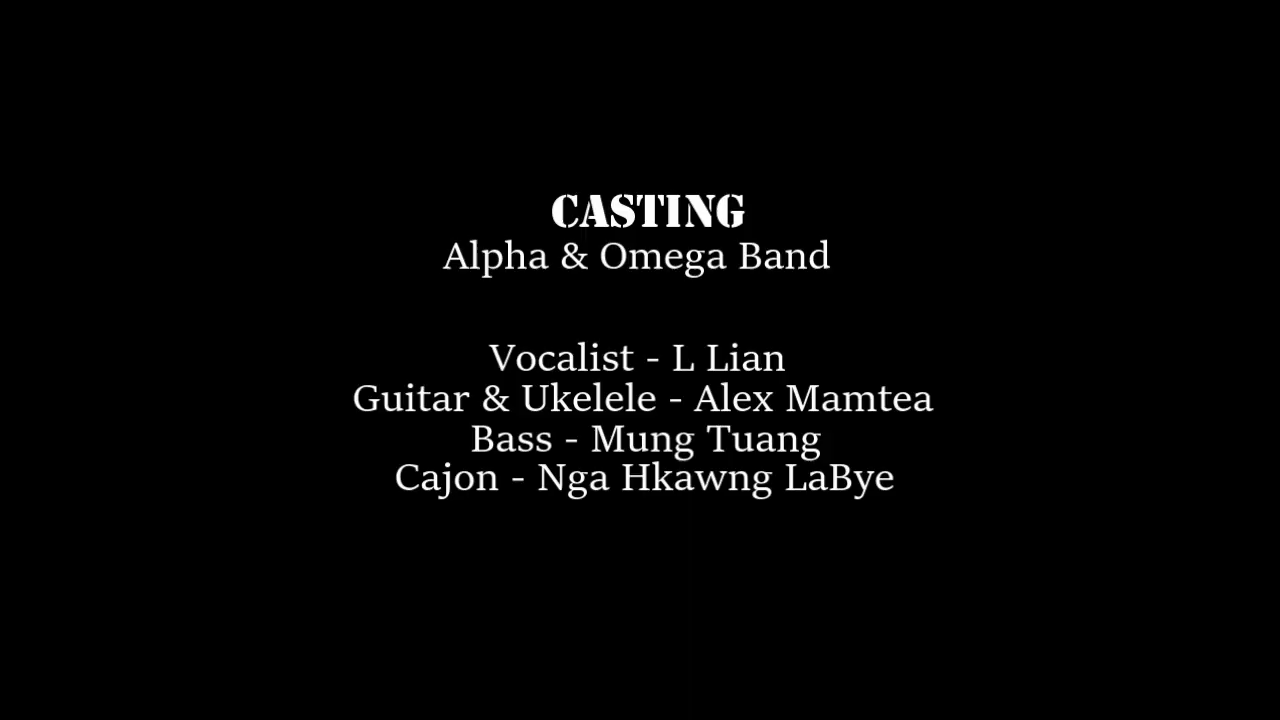 CASTING
Alpha & Omega Band
Vocalist - L Lian
Guitar & Ukelele - Alex Mamtea
Bass - Mung Tuang
Cajon - Nga Hkawng LaBye